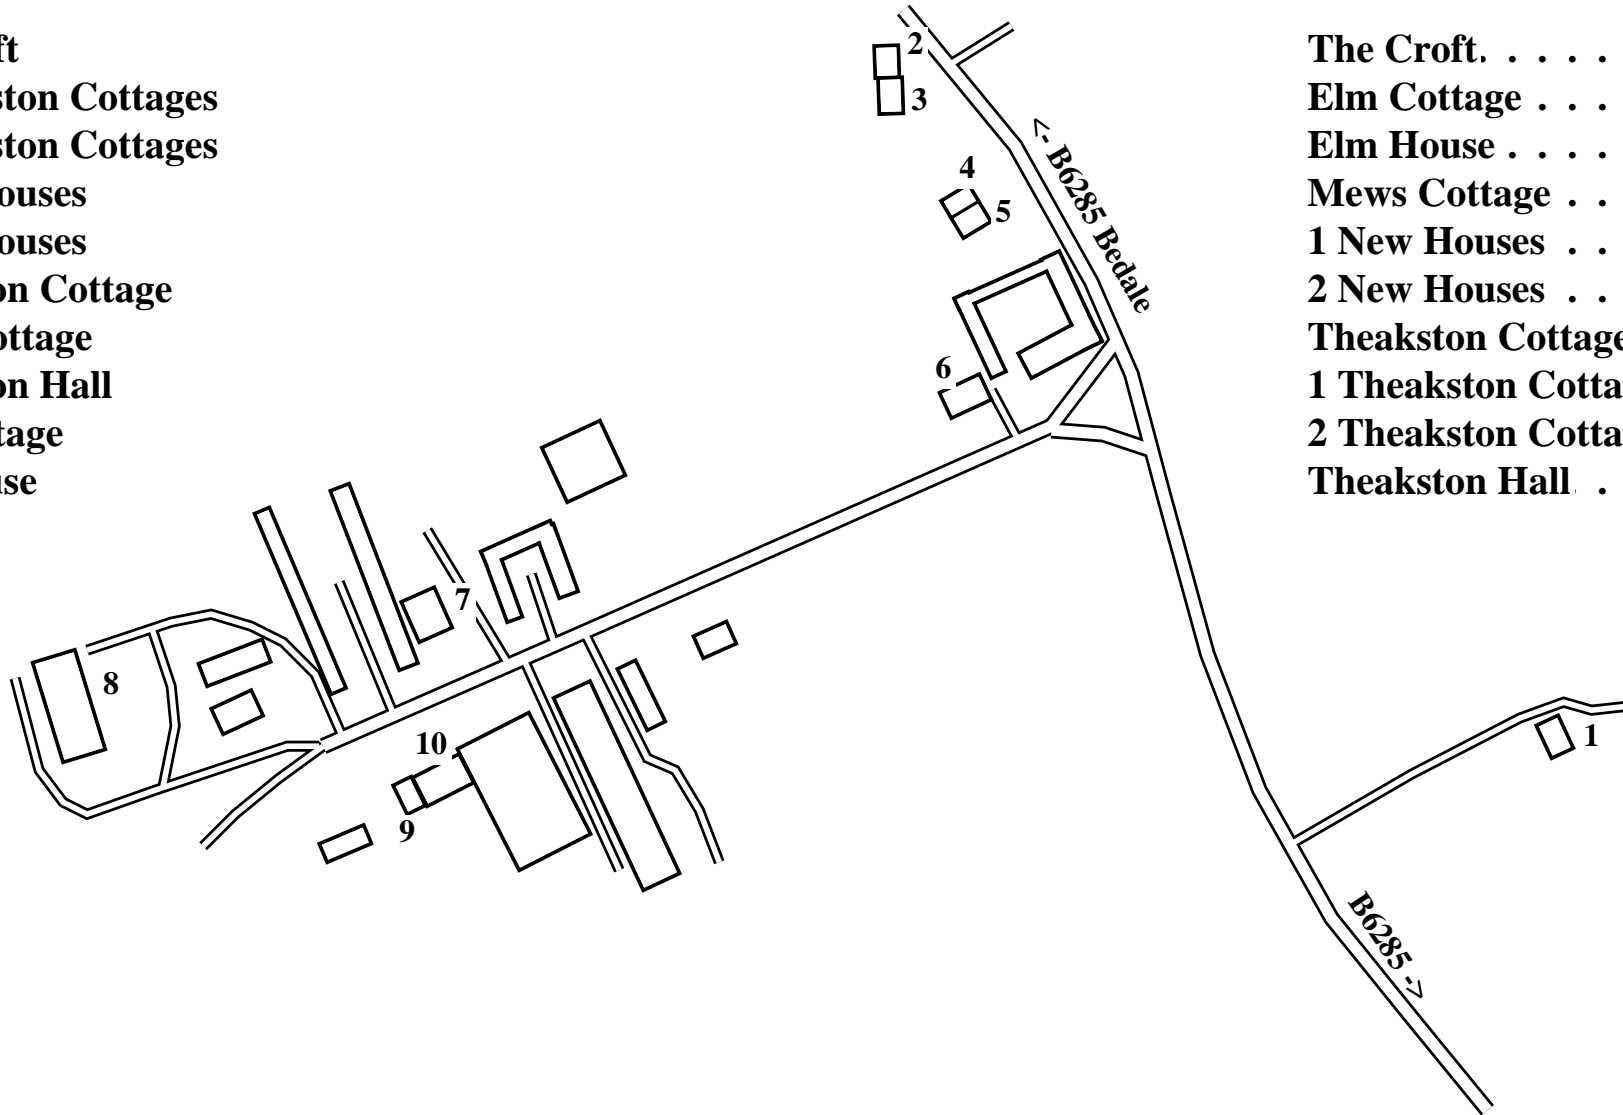 ft
ston Cottages
ston Cottages
ouses
ouses
on Cottage
ottage
on Hall
tage
use
The Croft. . . . . .
Elm Cottage . . .
Elm House . . . .
Mews Cottage . .
1 New Houses . .
2 New Houses . .
Theakston Cottage
1 Theakston Cotta
2 Theakston Cotta
Theakston Hall. .
2
3
<- B6285 Bedale
4
5
6
7
8
10
9
1
B6285 ->